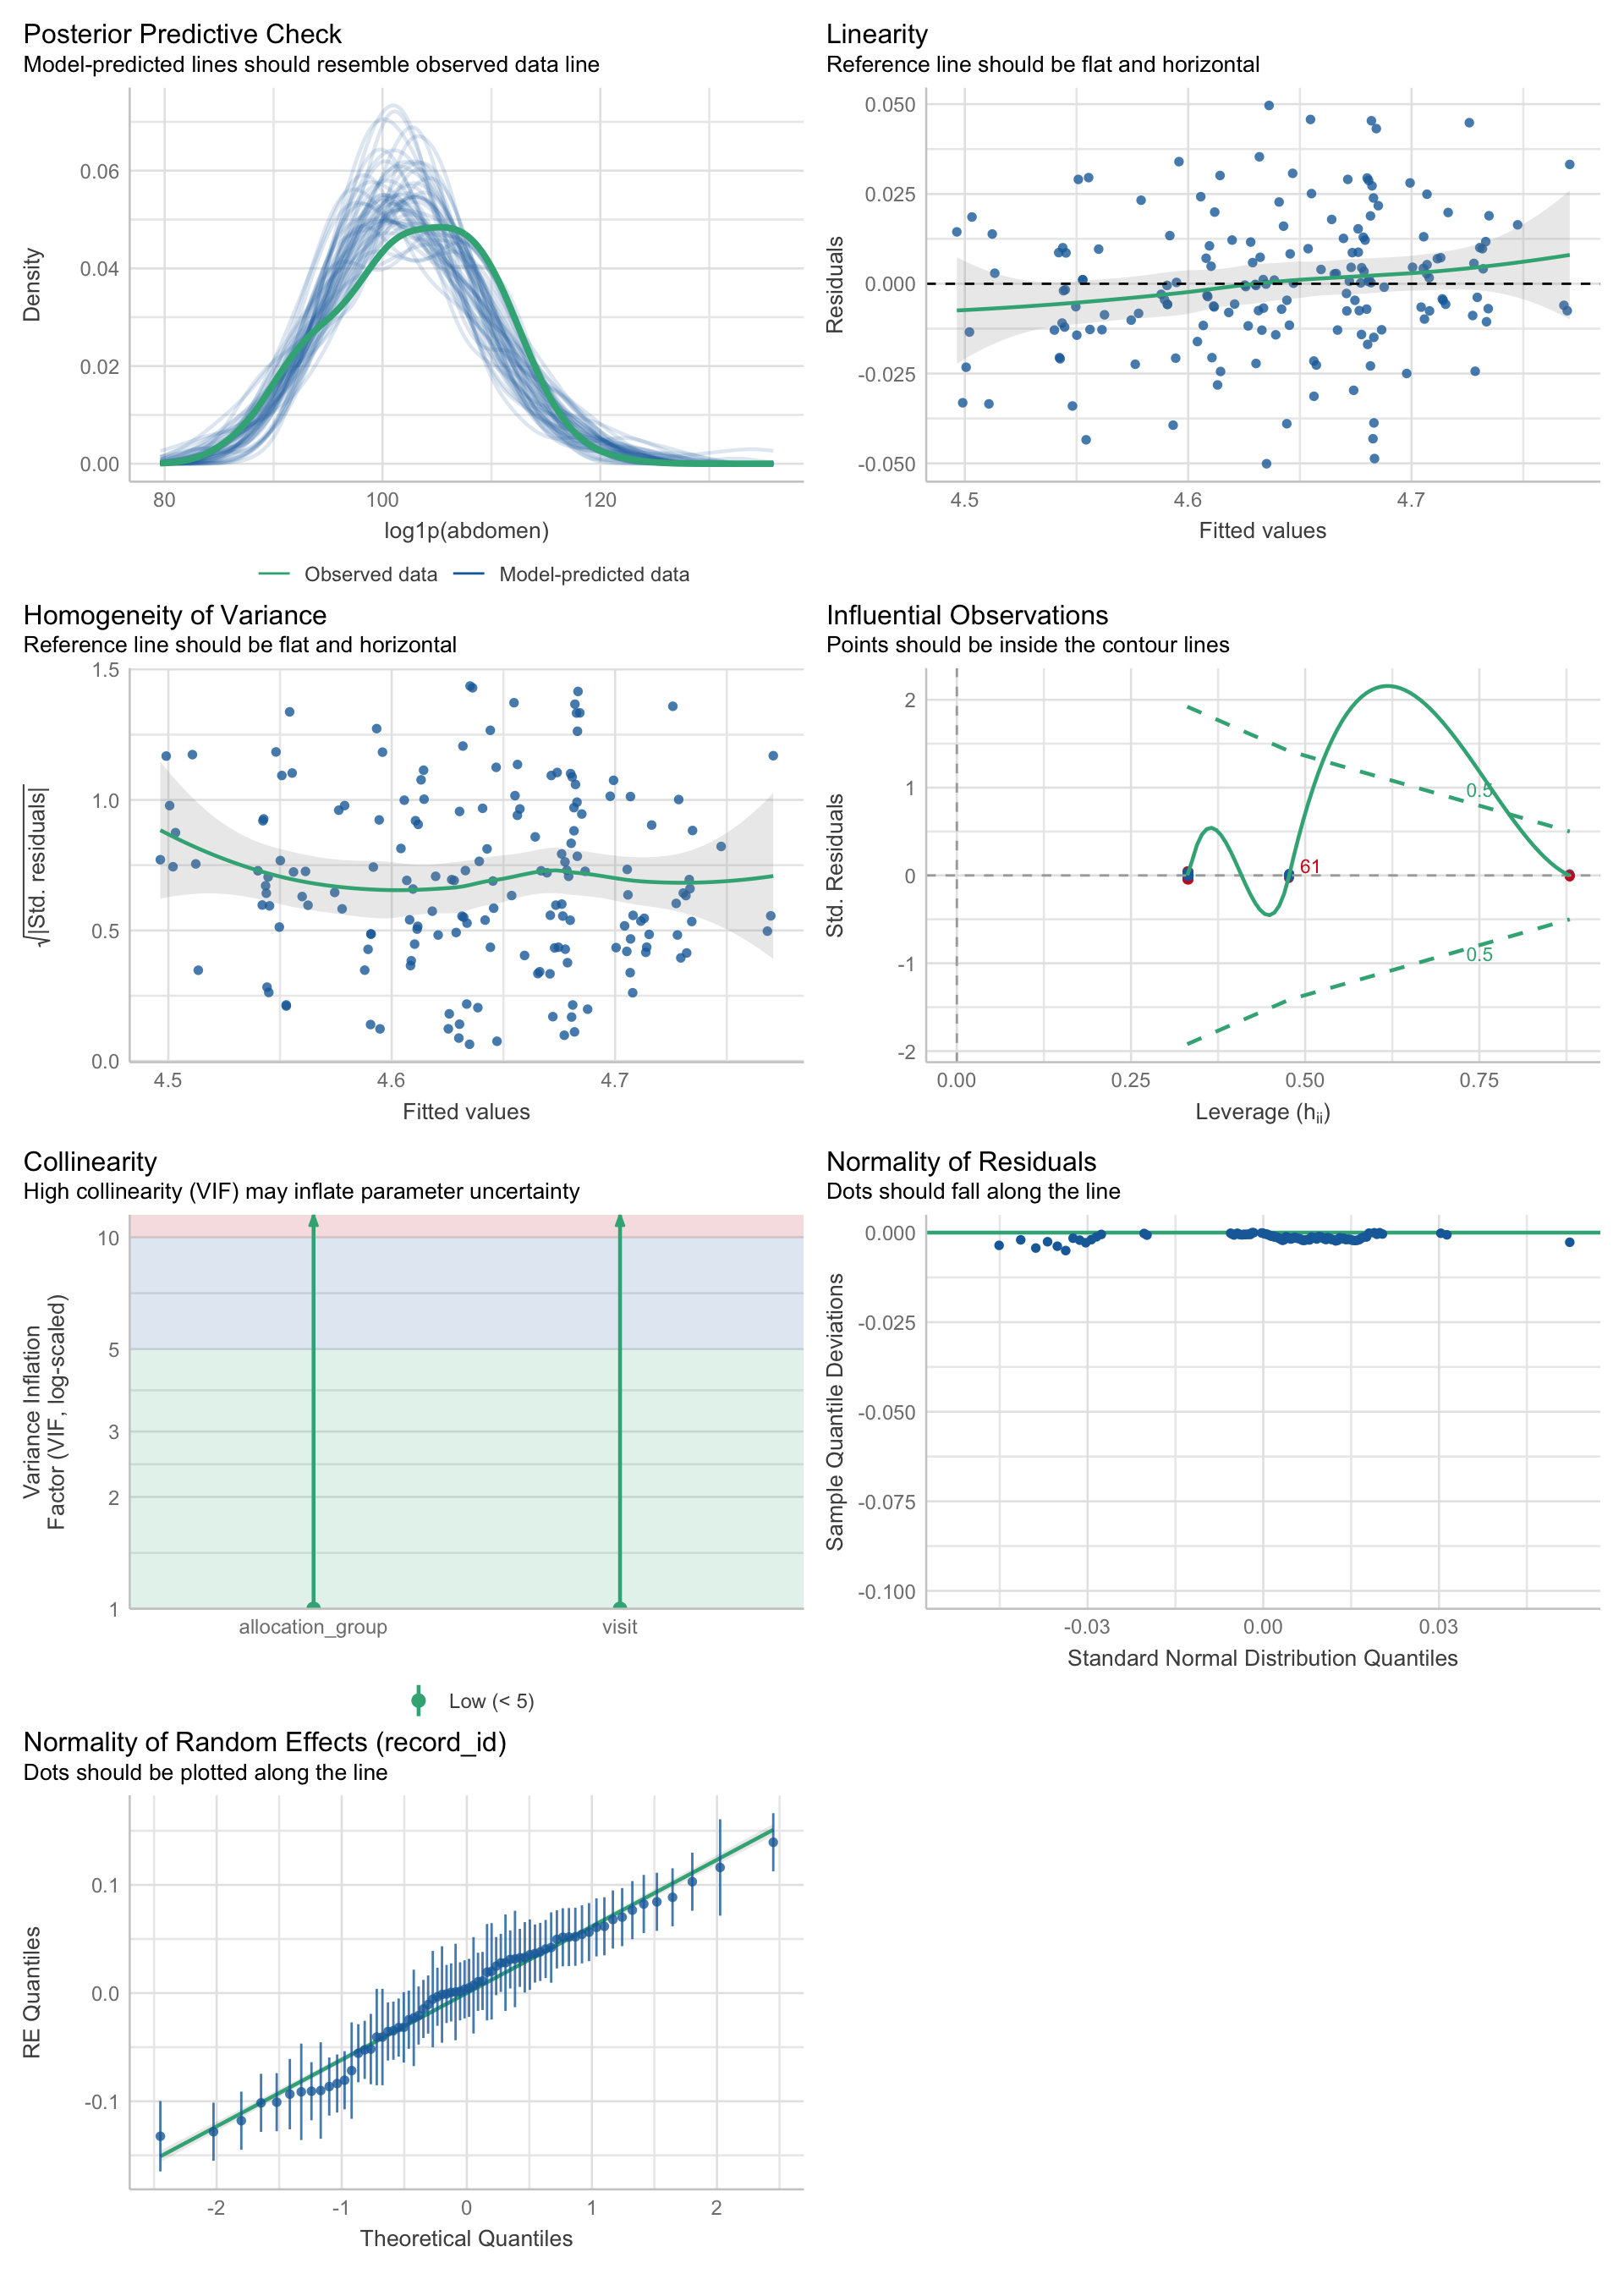 Posterior Predictive Check
Model-predicted lines should resemble observed data line
0.06
0.04
0.02
0.00
Density
80
100
120
log1p(abdomen)
Observed data
Model-predicted data
Linearity
Reference line should be flat and horizontal
0.050
0.025
0.000
-0.025
-0.050
Residuals
4.5
4.6
4.7
Fitted values
Homogeneity of Variance
Reference line should be flat and horizontal
1.5
1.0
0.5
0.0
√|Std. residuals|
4.5
4.6
4.7
Fitted values
Influential Observations
Points should be inside the contour lines
2
1
0
-1
-2
Std. Residuals
0.5
61
0.5
0.00
0.25
0.50
0.75
Leverage (hii)
Collinearity
High collinearity (VIF) may inflate parameter uncertainty
10
5
3
2
1
Variance Inflation
Factor (VIF, log-scaled)
allocation_group
visit
Low (< 5)
Normality of Residuals
Dots should fall along the line
0.000
-0.025
-0.050
-0.075
-0.100
Sample Quantile Deviations
-0.03
0.00
0.03
Standard Normal Distribution Quantiles
Normality of Random Effects (record_id)
Dots should be plotted along the line
0.1
0.0
-0.1
RE Quantiles
-2
-1
0
1
2
Theoretical Quantiles